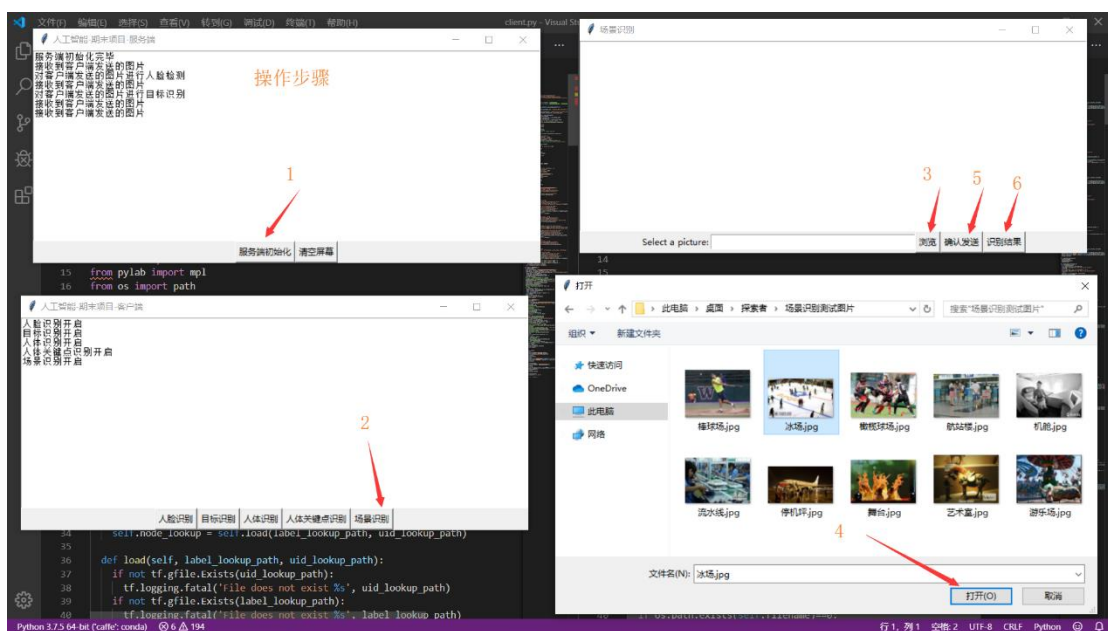 文件(F) 编辑(E) 选择(S) 查看(V) 转到(G) 调试(D) 终端(T) 帮助(H)
client.py - Visual St
人工智能-期末项目-服务端
服务端初始化完毕
接收到客户端发送的图片
对客户端发送的图片进行人脸检测
接收到客户端发送的图片
对客户端发送的图片进行目标识别
接收到客户端发送的图片
接收到客户端发送的图片
操作步骤
1
服务端初始化 清空屏幕
场景识别
3
5
6
Select a picture:
浏览 确认发送 识别结果
14
15
15 from pylab import mpl
16 from os import path
人工智能-期末项目-客户端
人脸识别开启
目标识别开启
人体识别开启
人体关键点识别开启
场景识别开启
2
人脸识别 目标识别 人体识别 人体关键点识别 场景识别
打开
此电脑 › 桌面 › 探索者 › 场景识别测试图片
搜索"场景识别测试图片"
组织 新建文件夹
快速访问
OneDrive
此电脑
网络
棒球场.jpg 冰场.jpg 橄榄球场.jpg 航站楼.jpg 机舱.jpg
流水线.jpg 停机坪.jpg 舞台.jpg 艺术室.jpg 游乐场.jpg
4
文件名(N): 冰场.jpg
打开(O) 取消
34 self.node_lookup = self.load(label_lookup_path, uid_lookup_path)
35
36 def load(self, label_lookup_path, uid_lookup_path):
37 if not tf.gfile.Exists(uid_lookup_path):
38 tf.logging.fatal('File does not exist %s', uid_lookup_path)
39 if not tf.gfile.Exists(label_lookup_path):
40 tf.logging.fatal('File does not exist %s', label_lookup_path)
Python 3.7.5 64-bit ('caffe': conda) 6 194
行 1, 列 1 空格: 2 UTF-8 CRLF Python